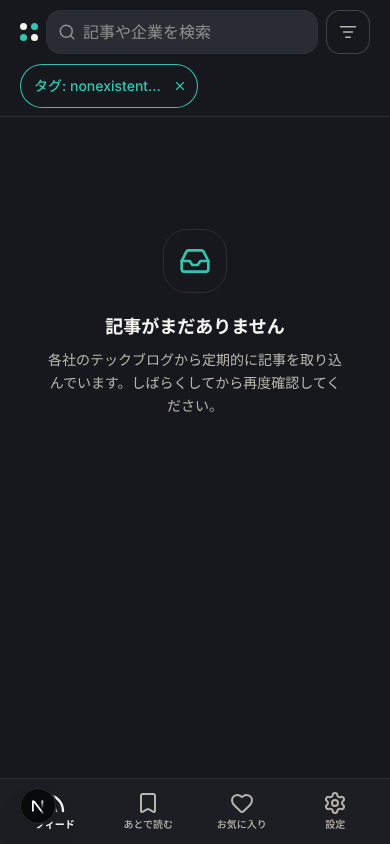 記事や企業を検索
タグ: nonexistent...
記事がまだありません
各社のテックブログから定期的に記事を取り込
んでいます。しばらくしてから再度確認してく
ださい。
N
フィード
あとで読む
お気に入り
設定